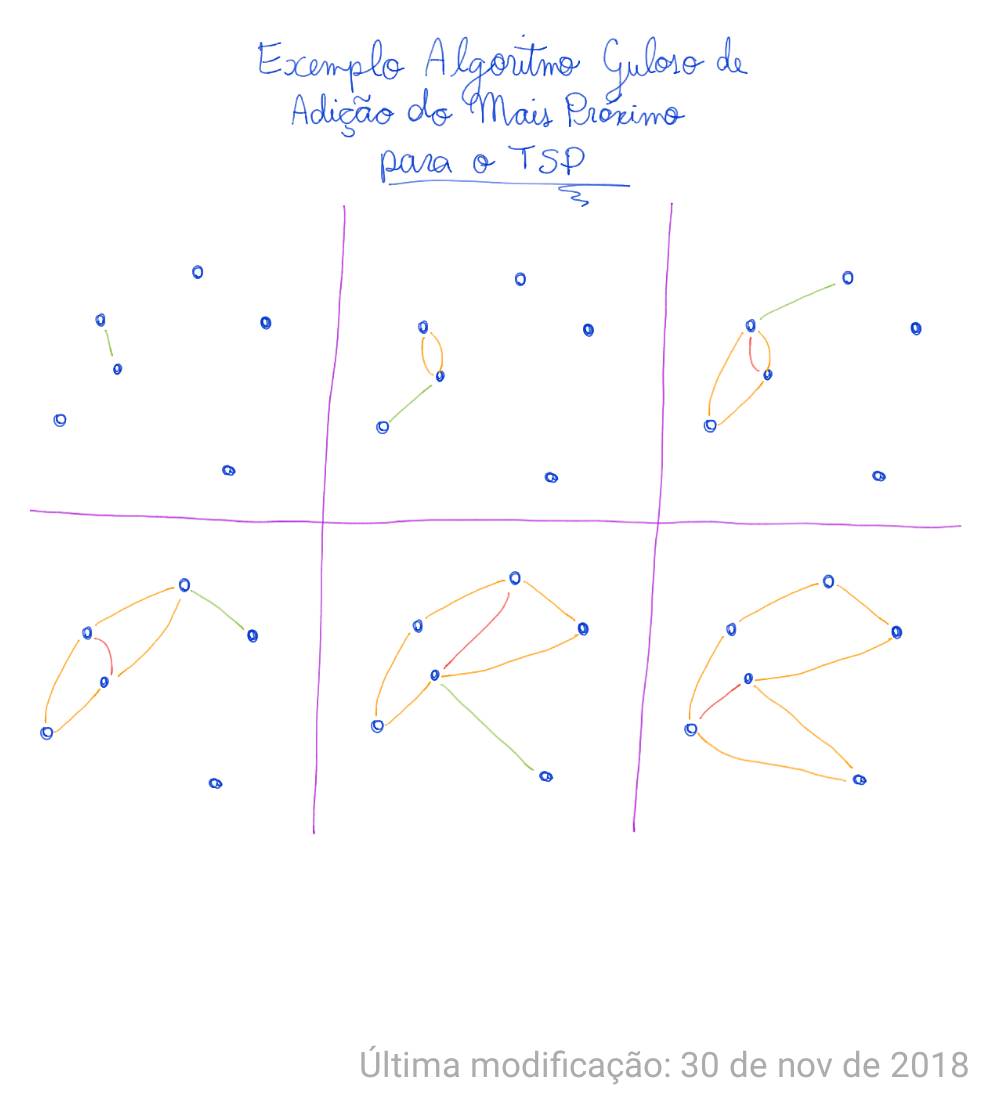 Exemplo Algoritmo Guloso de
Adição do Mais Próximo
para o TSP
Última modificação: 30 de nov de 2018